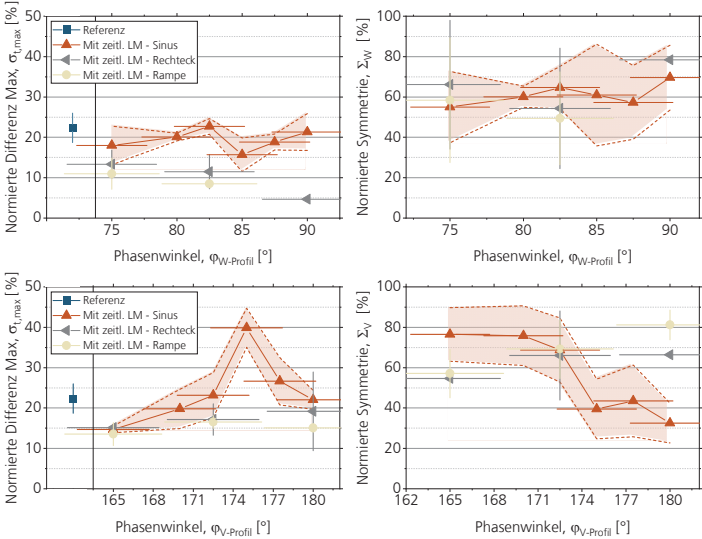 Normierte Differenz Max, σt,max [%]
50
40
30
20
10
0
Referenz
Mit zeitl. LM - Sinus
Mit zeitl. LM - Rechteck
Mit zeitl. LM - Rampe
75 80 85 90
Phasenwinkel, φW-Profil [°]
Normierte Symmetrie, ΣW [%]
100
80
60
40
20
0
75 80 85 90
Phasenwinkel, φW-Profil [°]
Normierte Differenz Max, σt,max [%]
50
40
30
20
10
0
Referenz
Mit zeitl. LM - Sinus
Mit zeitl. LM - Rechteck
Mit zeitl. LM - Rampe
165 168 171 174 177 180
Phasenwinkel, φV-Profil [°]
Normierte Symmetrie, ΣV [%]
100
80
60
40
20
0
162 165 168 171 174 177 180
Phasenwinkel, φV-Profil [°]